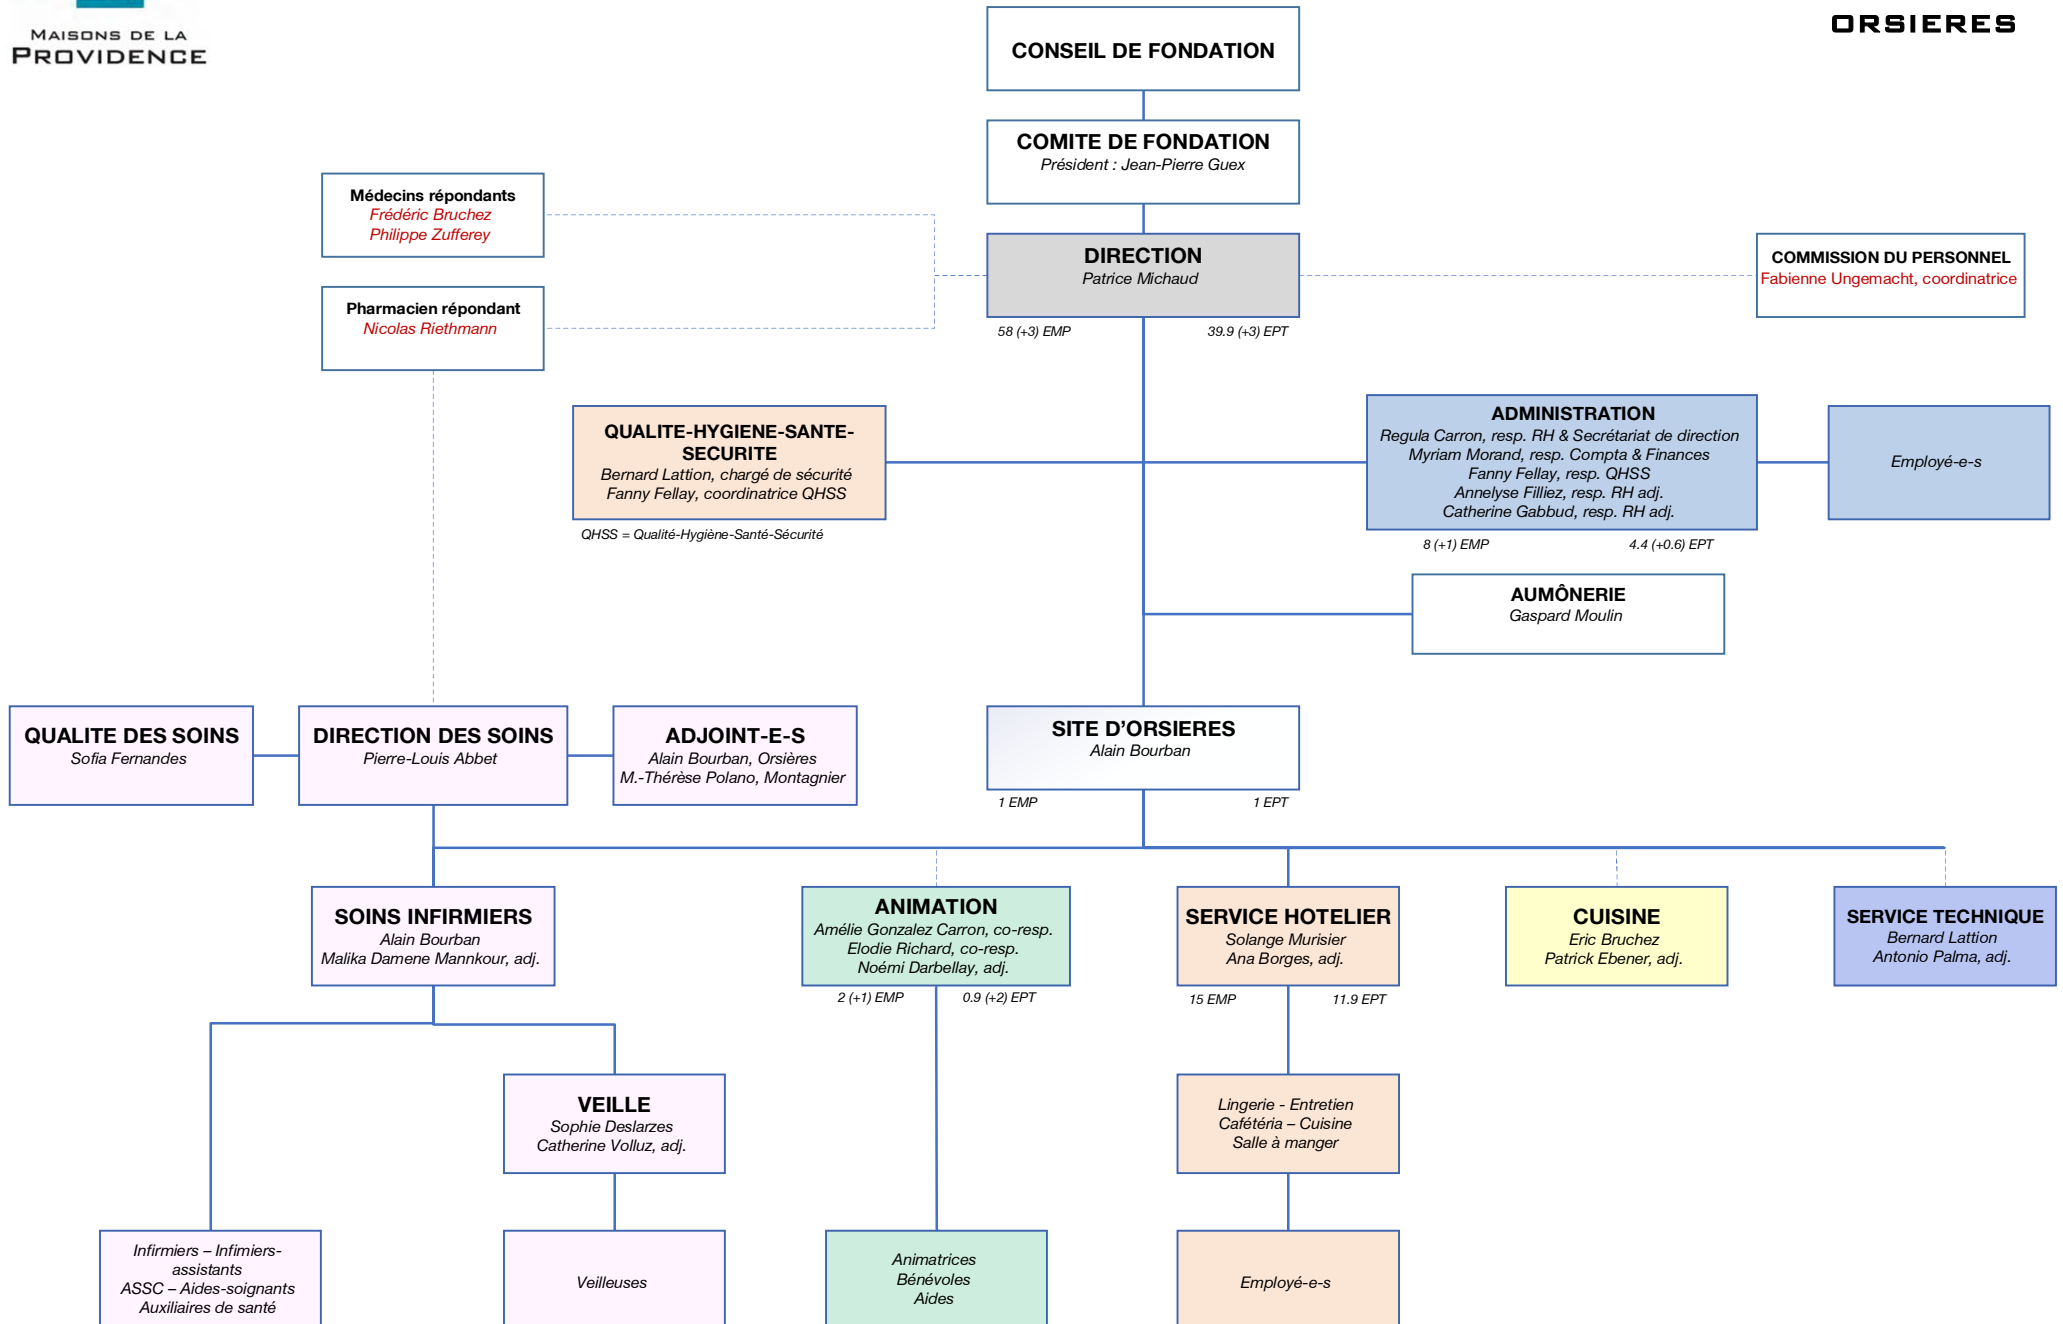 MAISONS DE LA
PROVIDENCE
ORSIERES
CONSEIL DE FONDATION
COMITE DE FONDATION
Président : Jean-Pierre Guex
Médecins répondants
Frédéric Bruchez
Philippe Zufferey
DIRECTION
Patrice Michaud
COMMISSION DU PERSONNEL
Fabienne Ungemacht, coordinatrice
Pharmacien répondant
Nicolas Riethmann
58 (+3) EMP
39.9 (+3) EPT
QUALITE-HYGIENE-SANTE-
SECURITE
Bernard Lattion, chargé de sécurité
Fanny Fellay, coordinatrice QHSS
QHSS = Qualité-Hygiène-Santé-Sécurité
ADMINISTRATION
Regula Carron, resp. RH & Secrétariat de direction
Myriam Morand, resp. Compta & Finances
Fanny Fellay, resp. QHSS
Annelyse Filliez, resp. RH adj.
Catherine Gabbud, resp. RH adj.
Employé-e-s
8 (+1) EMP
4.4 (+0.6) EPT
AUMÔNERIE
Gaspard Moulin
QUALITE DES SOINS
Sofia Fernandes
DIRECTION DES SOINS
Pierre-Louis Abbet
ADJOINT-E-S
Alain Bourban, Orsières
M.-Thérèse Polano, Montagnier
SITE D'ORSIERES
Alain Bourban
1 EMP
1 EPT
SOINS INFIRMIERS
Alain Bourban
Malika Damene Mannkour, adj.
ANIMATION
Amélie Gonzalez Carron, co-resp.
Elodie Richard, co-resp.
Noémi Darbellay, adj.
2 (+1) EMP
0.9 (+2) EPT
SERVICE HOTELIER
Solange Murisier
Ana Borges, adj.
15 EMP
11.9 EPT
CUISINE
Eric Bruchez
Patrick Ebener, adj.
SERVICE TECHNIQUE
Bernard Lattion
Antonio Palma, adj.
VEILLE
Sophie Deslarzes
Catherine Volluz, adj.
Lingerie - Entretien
Cafétéria – Cuisine
Salle à manger
Infirmiers – Infimiers-
assistants
ASSC – Aides-soignants
Auxiliaires de santé
Veilleuses
Animatrices
Bénévoles
Aides
Employé-e-s